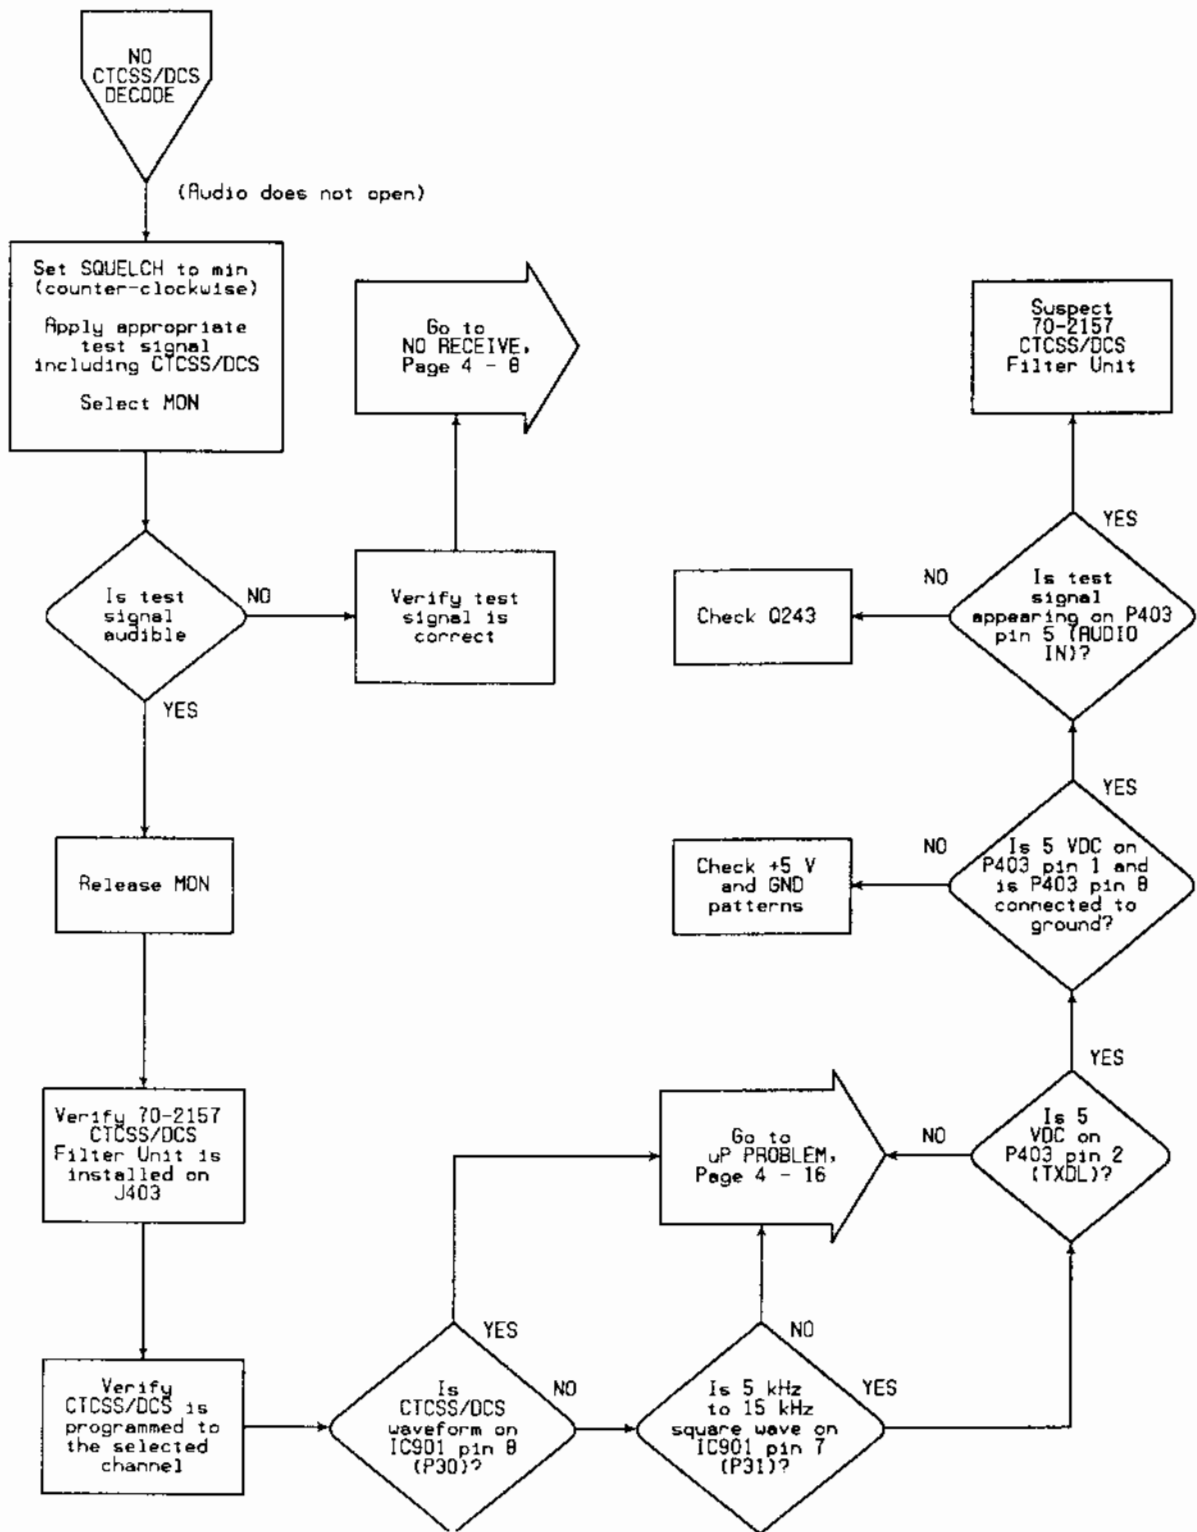 NO
CTCSS/DCS
DECODE
(Audio does not open)
Set SQUELCH to min
(counter-clockwise)
Apply appropriate
test signal
including CTCSS/DCS
Select MON
Is test
signal
audible
NO
YES
Verify test
signal is
correct
Go to
NO RECEIVE,
Page 4 - 8
Release MON
Verify 70-2157
CTCSS/DCS
Filter Unit is
installed on
J403
Verify
CTCSS/DCS is
programmed to
the selected
channel
Is
CTCSS/DCS
waveform on
IC901 pin 8
(P30)?
YES
NO
Is 5 kHz
to 15 kHz
square wave on
IC901 pin 7
(P31)?
NO
YES
Go to
uP PROBLEM,
Page 4 - 16
Is 5
VDC on
P403 pin 2
(TXDL)?
NO
YES
Is 5 VDC on
P403 pin 1 and
is P403 pin 8
connected to
ground?
NO
YES
Check +5 V
and GND
patterns
Is test
signal
appearing on P403
pin 5 (AUDIO
IN)?
NO
YES
Check Q243
Suspect
70-2157
CTCSS/DCS
Filter Unit